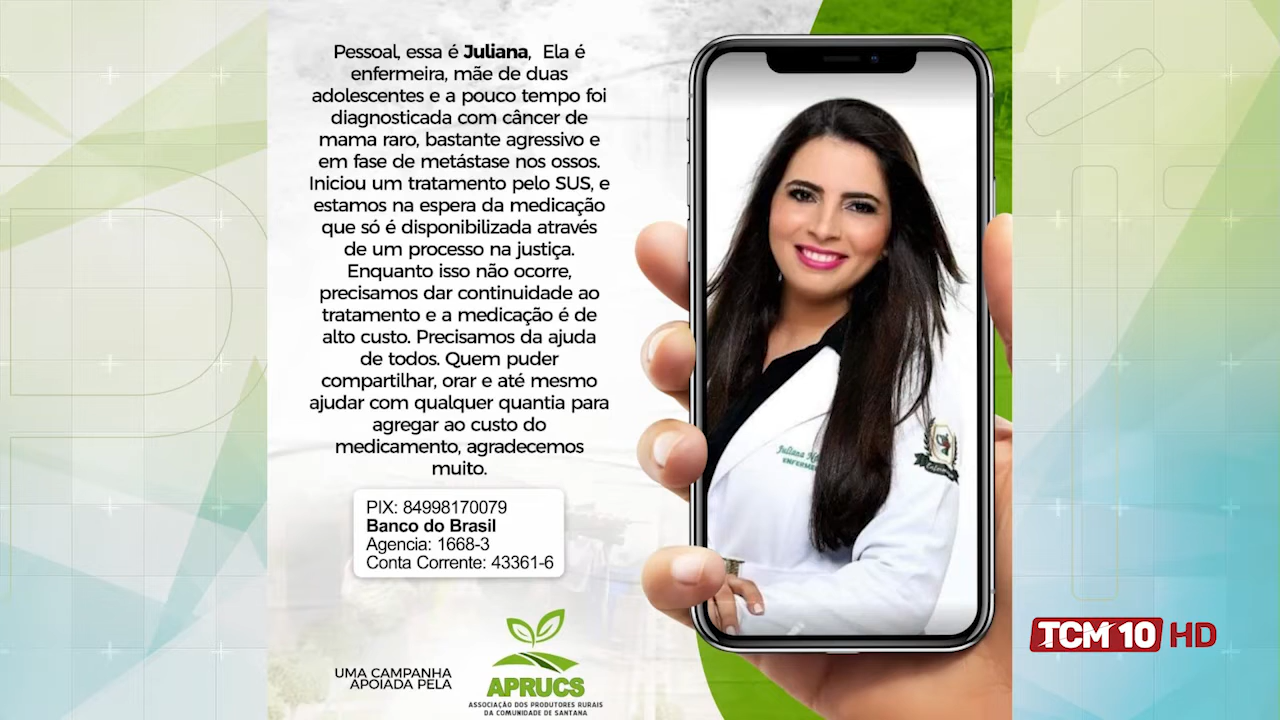 Pessoal, essa é Juliana, Ela é
enfermeira, mãe de duas
adolescentes e a pouco tempo foi
diagnosticada com câncer de
mama raro, bastante agressivo e
em fase de metástase nos ossos.
Iniciou um tratamento pelo SUS, e
estamos na espera da medicação
que só é disponibilizada através
de um processo na justiça.
Enquanto isso não ocorre,
precisamos dar continuidade ao
tratamento e a medicação é de
alto custo. Precisamos da ajuda
de todos. Quem puder
compartilhar, orar e até mesmo
ajudar com qualquer quantia para
agregar ao custo do
medicamento, agradecemos
muito.
PIX: 84998170079
Banco do Brasil
Agencia: 1668-3
Conta Corrente: 43361-6
UMA CAMPANHA
APOIADA PELA
APRUCS
ASSOCIAÇÃO DOS PRODUTORES RURAIS
DA COMUNIDADE DE SANTANA
Juliana
TCM 10 HD